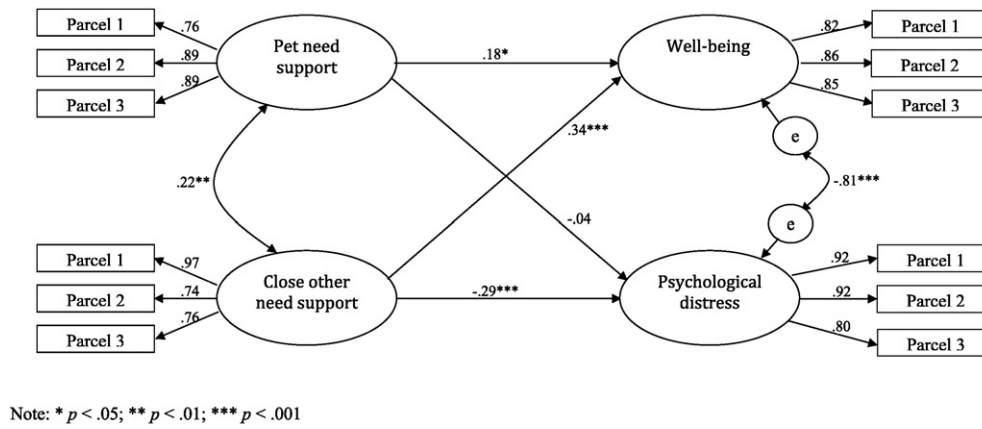 Parcel 1
.76
Parcel 2
.89
Parcel 3
.89
Pet need
support
.18*
Well-being
.82
Parcel 1
.86
Parcel 2
.85
Parcel 3
.34***
e
.22**
-.81***
-.04
e
Parcel 1
.97
Parcel 2
.74
Parcel 3
.76
Close other
need support
-.29***
Psychological
distress
.92
Parcel 1
.92
Parcel 2
.80
Parcel 3
Note: * p < .05; ** p < .01; *** p < .001